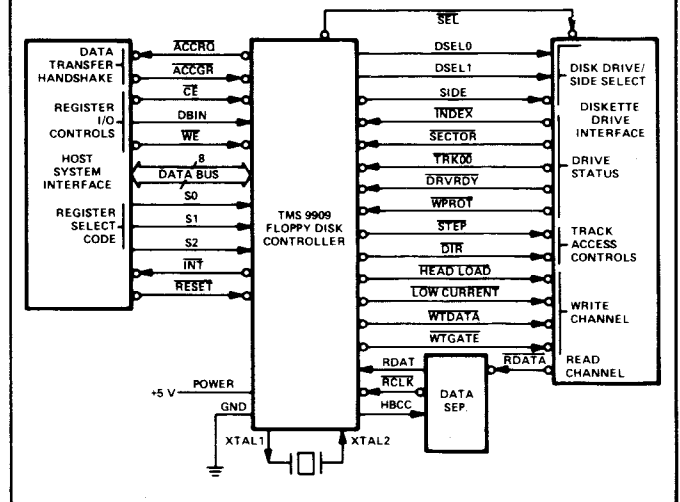 SEL
DATA
TRANSFER
HANDSHAKE
REGISTER
I/O
CONTROLS
HOST
SYSTEM
INTERFACE
REGISTER
SELECT
CODE
ACCRQ
ACCGR
CE
DBIN
WE
8
DATA BUS
S0
S1
S2
INT
RESET
+5 V
POWER
GND
TMS 9909
FLOPPY DISK
CONTROLLER
XTAL1
XTAL2
DSEL0
DSEL1
SIDE
INDEX
SECTOR
TRK00
DRVRDY
WPROT
STEP
DIR
HEAD LOAD
LOW CURRENT
WTDATA
WTGATE
RDAT
RCLK
HBCC
DATA
SEP.
RDATA
DISK DRIVE/
SIDE SELECT
DISKETTE
DRIVE
INTERFACE
DRIVE
STATUS
TRACK
ACCESS
CONTROLS
WRITE
CHANNEL
READ
CHANNEL